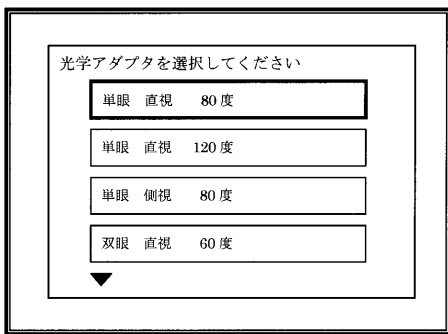 光学アダプタを選択してください
単眼 直視 80度
単眼 直視 120度
単眼 側視 80度
双眼 直視 60度